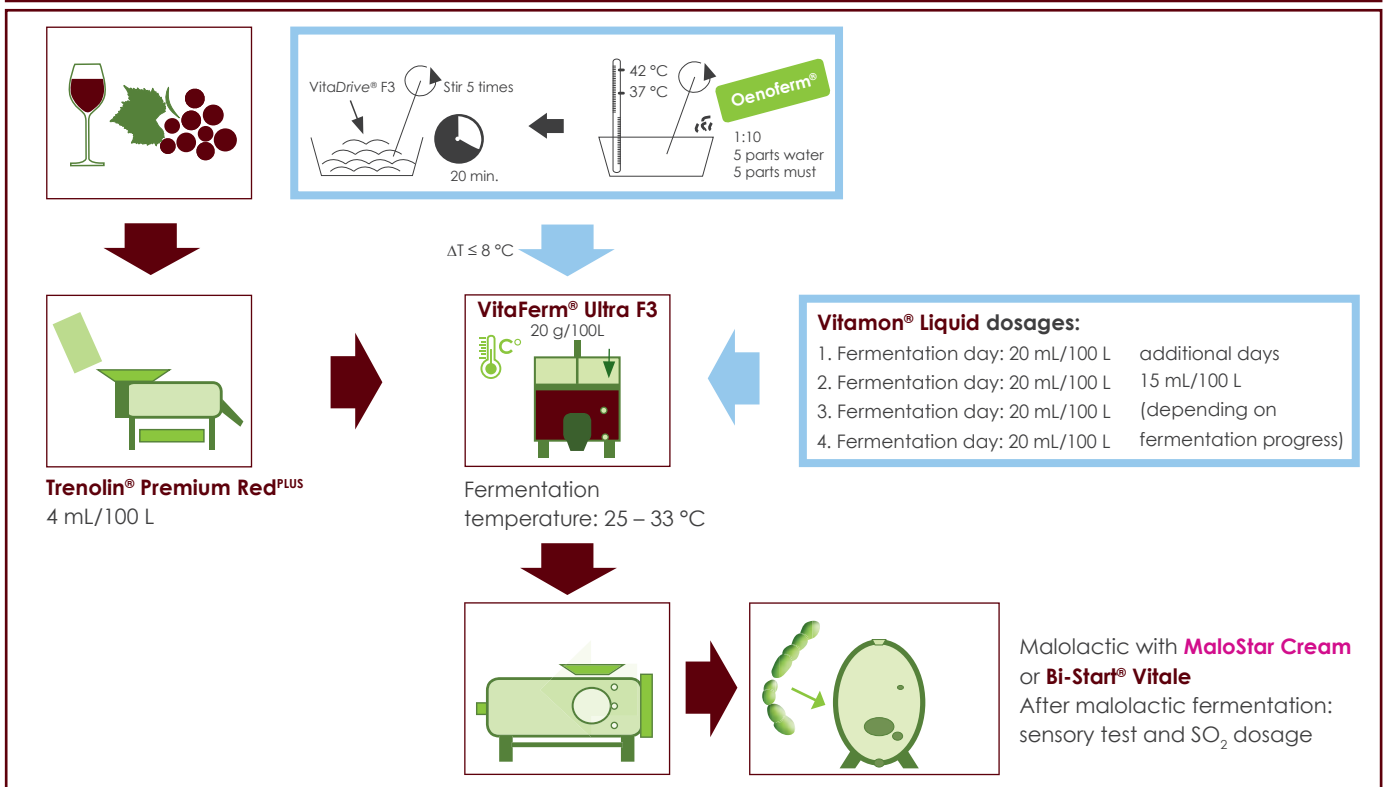 VitaDrive® F3
Stir 5 times
20 min.
42 °C
37 °C
Oenoferm®
1:10
5 parts water
5 parts must
ΔT ≤ 8 °C
Trenolin® Premium Red PLUS
4 mL/100 L
VitaFerm® Ultra F3
20 g/100L
C°
Fermentation
temperature: 25 – 33 °C
Vitamon® Liquid dosages:
1. Fermentation day: 20 mL/100 L additional days
2. Fermentation day: 20 mL/100 L 15 mL/100 L
3. Fermentation day: 20 mL/100 L (depending on
4. Fermentation day: 20 mL/100 L fermentation progress)
Malolactic with MaloStar Cream
or Bi-Start® Vitale
After malolactic fermentation:
sensory test and SO₂ dosage